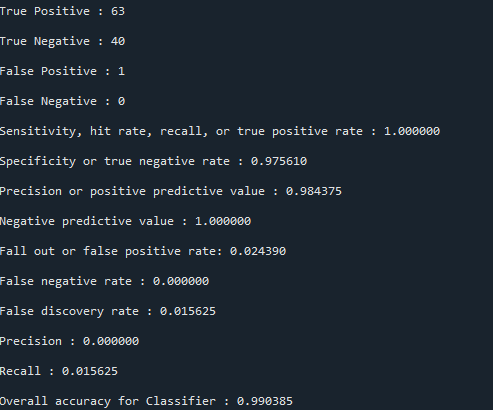 True Positive : 63
True Negative : 40
False Positive : 1
False Negative : 0
Sensitivity, hit rate, recall, or true positive rate : 1.000000
Specificity or true negative rate : 0.975610
Precision or positive predictive value : 0.984375
Negative predictive value : 1.000000
Fall out or false positive rate: 0.024390
False negative rate : 0.000000
False discovery rate : 0.015625
Precision : 0.000000
Recall : 0.015625
Overall accuracy for Classifier : 0.990385